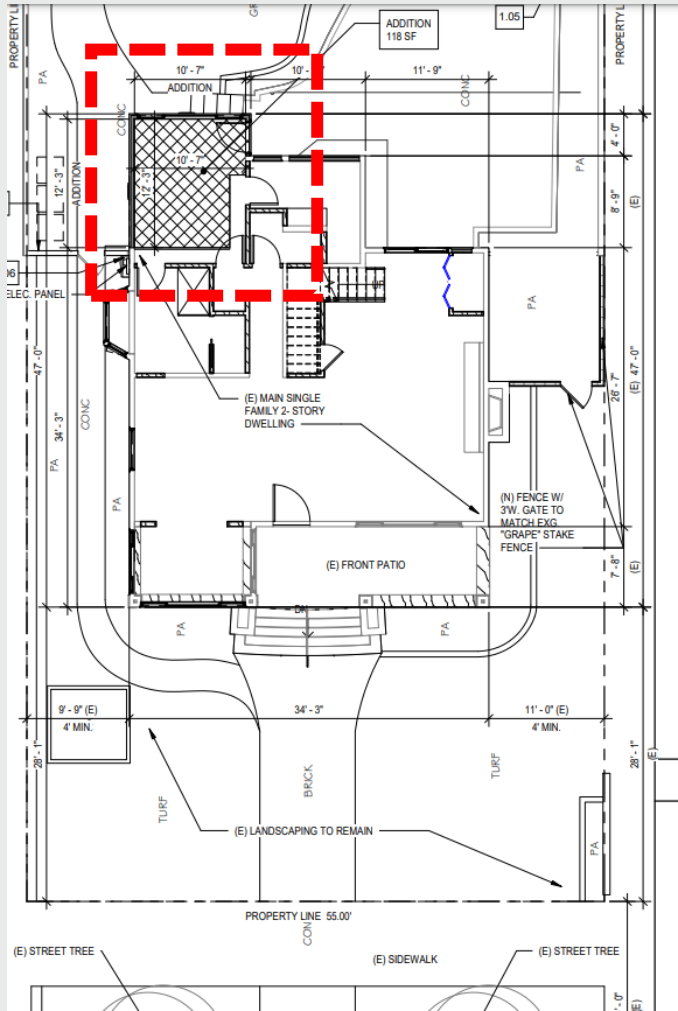 PROPERTY LI
GR
ADDITION
118 SF
1.05
PROPERTY L
PA
10' - 7"
10' -
11' - 9"
ADDITION
CONC
CONC
4' - 0"
10' - 7"
12' - 3"
ADDITION
12' - 3"
PA
8' - 9"
(E)
06
ELEC. PANEL
UP
PA
47' - 0"
34' - 3"
CONC
PA
PA
(E) MAIN SINGLE
FAMILY 2- STORY
DWELLING
26' - 7"
(E) 47' - 0"
(N) FENCE W/
3'W. GATE TO
MATCH EXG
"GRAPE" STAKE
FENCE
(E) FRONT PATIO
7' - 8"
(E)
DN
PA
PA
9' - 9" (E)
4' MIN.
34' - 3"
11' - 0" (E)
4' MIN.
28' - 1"
TURF
BRICK
TURF
28' - 1"
(E)
(E) LANDSCAPING TO REMAIN
PA
PROPERTY LINE 55.00'
CON
(E) STREET TREE
(E) SIDEWALK
(E) STREET TREE
' - 0"
(E)